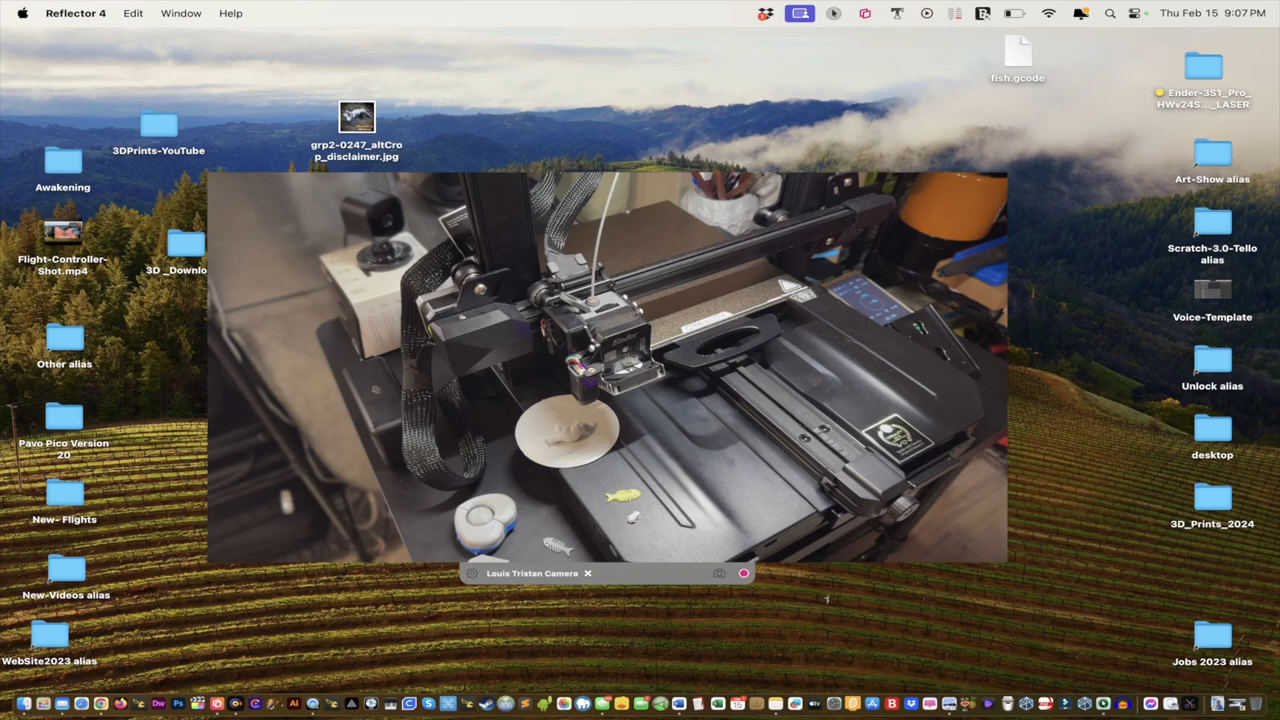 Reflector 4 Edit Window Help
Thu Feb 15 9:07 PM
fish.gcode
Ender-3S1_Pro_
HWv24S..._LASER
3DPrints-YouTube
grp2-0247_altCro
p_disclaimer.jpg
Awakening
Art-Show alias
Flight-Controller-
Shot.mp4
3D _Downlo
Scratch-3.0-Tello
alias
Voice-Template
Other alias
Unlock alias
Pavo Pico Version
20
desktop
New- Flights
3D_Prints_2024
Louis Tristan Camera
New-Videos alias
WebSite2023 alias
Jobs 2023 alias